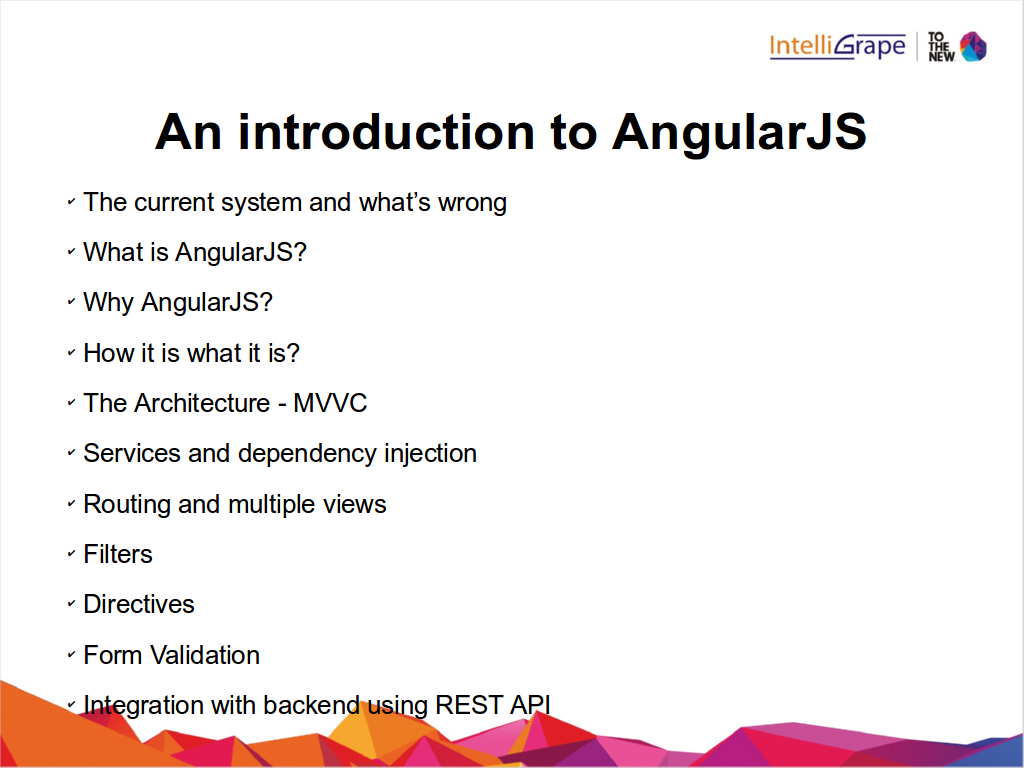 IntelliGrape
TO
THE
NEW
An introduction to AngularJS
✔ The current system and what’s wrong
✔ What is AngularJS?
✔ Why AngularJS?
✔ How it is what it is?
✔ The Architecture - MVVC
✔ Services and dependency injection
✔ Routing and multiple views
✔ Filters
✔ Directives
✔ Form Validation
✔ Integration with backend using REST API